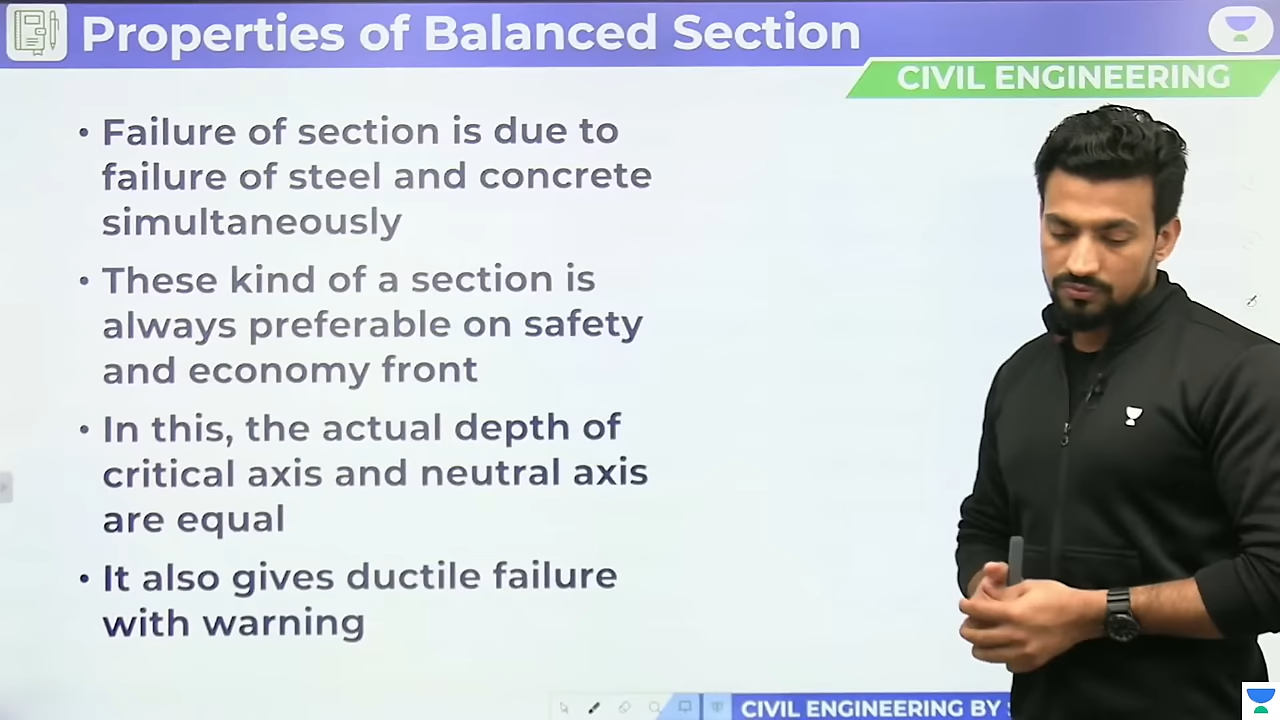 Properties of Balanced Section
CIVIL ENGINEERING
• Failure of section is due to
failure of steel and concrete
simultaneously
• These kind of a section is
always preferable on safety
and economy front
• In this, the actual depth of
critical axis and neutral axis
are equal
• It also gives ductile failure
with warning
CIVIL ENGINEERING BY